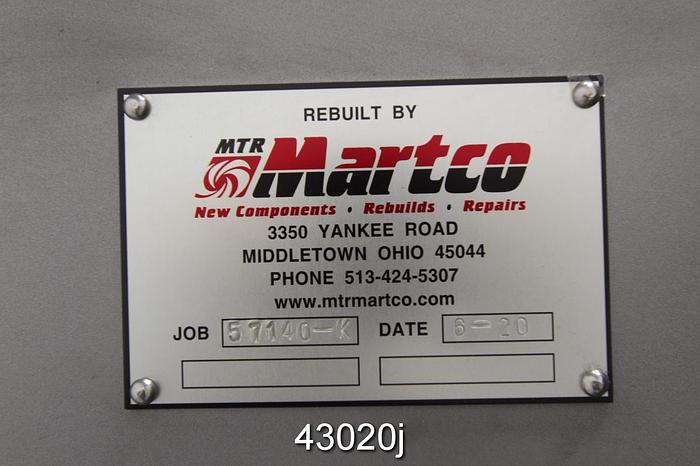 REBUILT BY
MTR Martco
New Components • Rebuilds • Repairs
3350 YANKEE ROAD
MIDDLETOWN OHIO 45044
PHONE 513-424-5307
www.mtrmartco.com
JOB 57140-K DATE 6-20
43020j